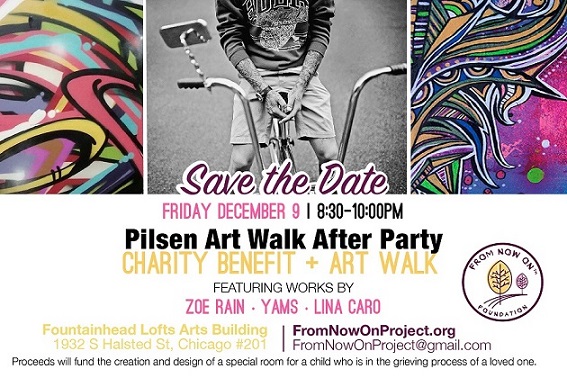 Save the Date
FRIDAY DECEMBER 9 | 8:30-10:00PM
Pilsen Art Walk After Party
CHARITY BENEFIT + ART WALK
FEATURING WORKS BY
ZOE RAIN · YAMS · LINA CARO
FROM NOW ON™
FOUNDATION
Fountainhead Lofts Arts Building
1932 S Halsted St, Chicago #201
FromNowOnProject.org
FromNowOnProject@gmail.com
Proceeds will fund the creation and design of a special room for a child who is in the grieving process of a loved one.